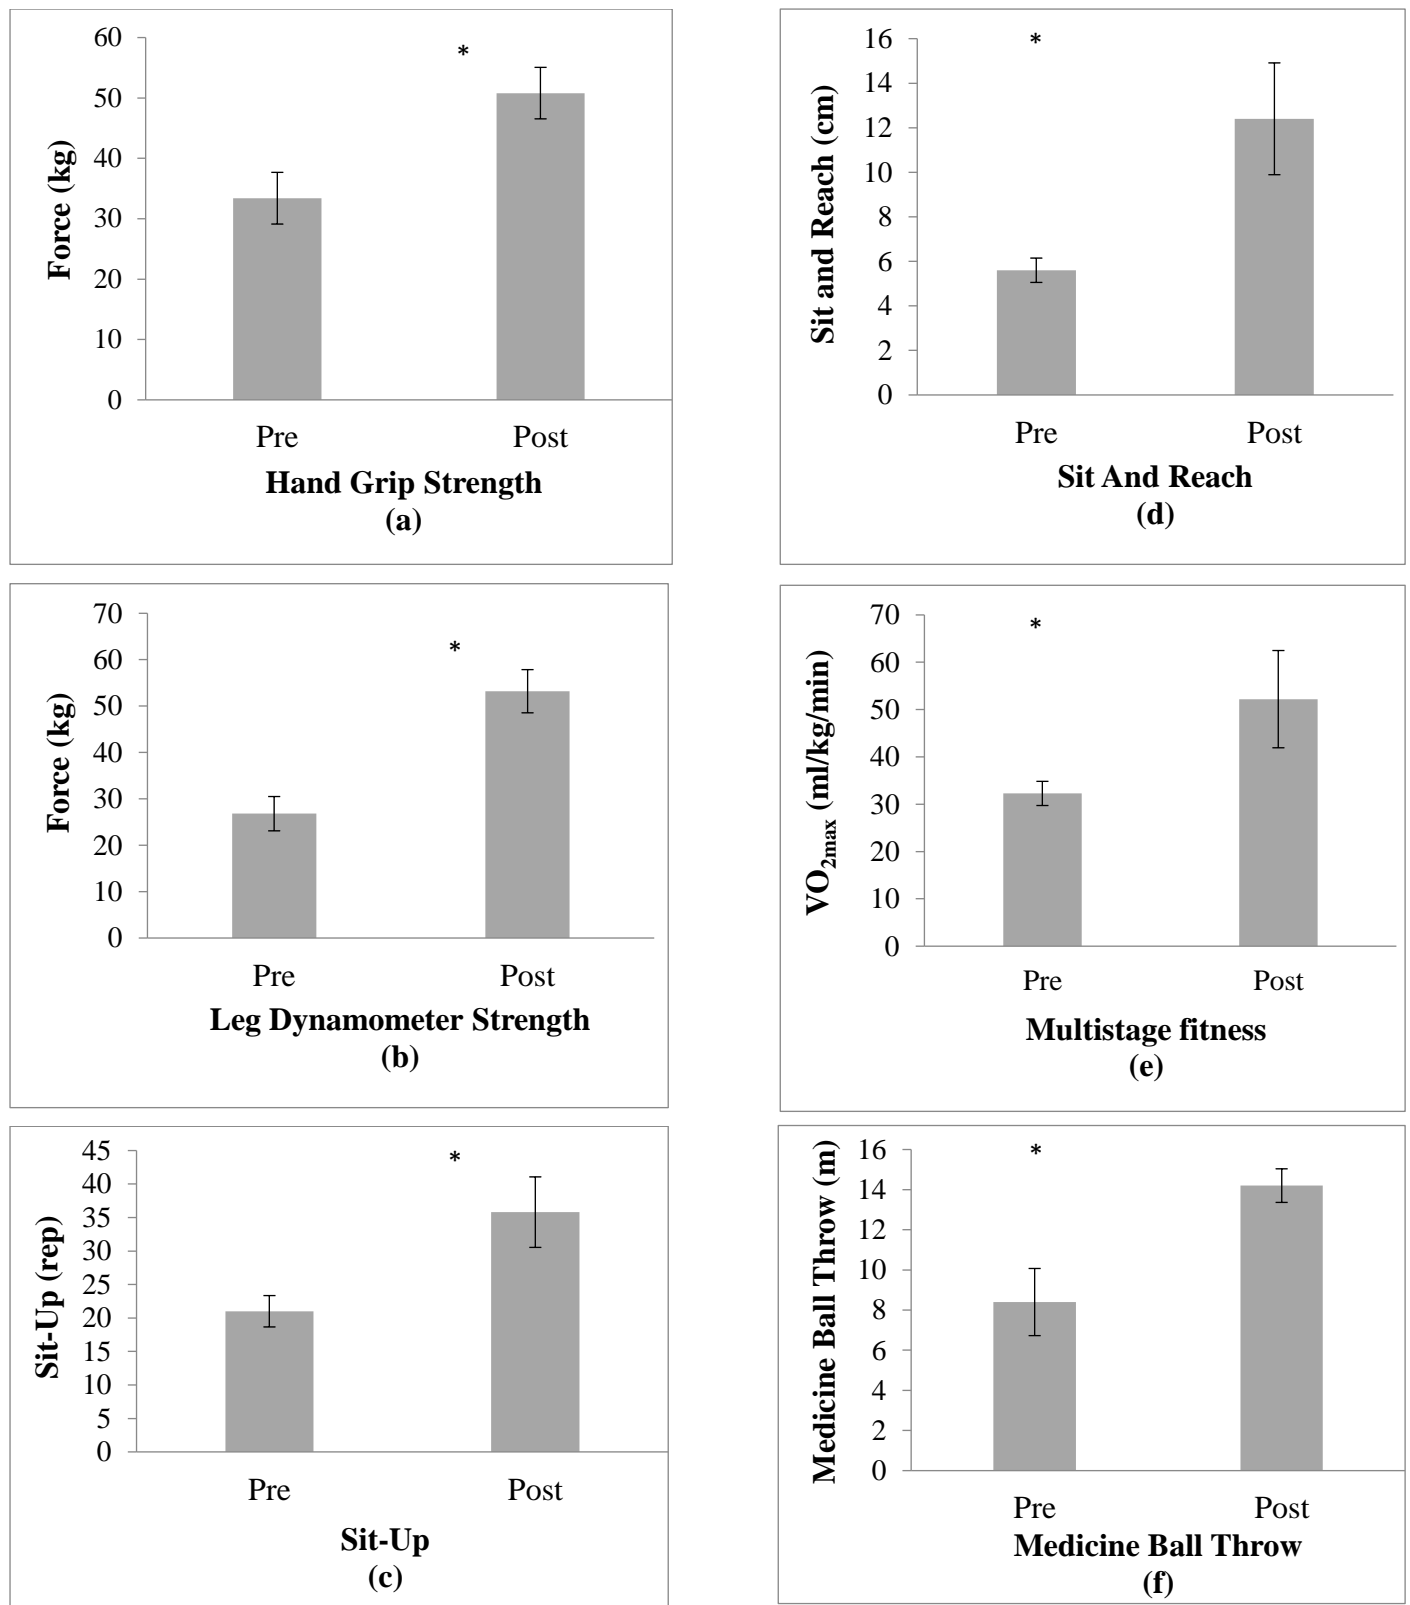 60
50
40
30
20
10
0
Force (kg)
*
Pre Post
Hand Grip Strength
(a)
16
14
12
10
8
6
4
2
0
Sit and Reach (cm)
*
Pre Post
Sit And Reach
(d)
70
60
50
40
30
20
10
0
Force (kg)
*
Pre Post
Leg Dynamometer Strength
(b)
70
60
50
40
30
20
10
0
VO2max (ml/kg/min)
*
Pre Post
Multistage fitness
(e)
45
40
35
30
25
20
15
10
5
0
Sit-Up (rep)
*
Pre Post
Sit-Up
(c)
16
14
12
10
8
6
4
2
0
Medicine Ball Throw (m)
*
Pre Post
Medicine Ball Throw
(f)